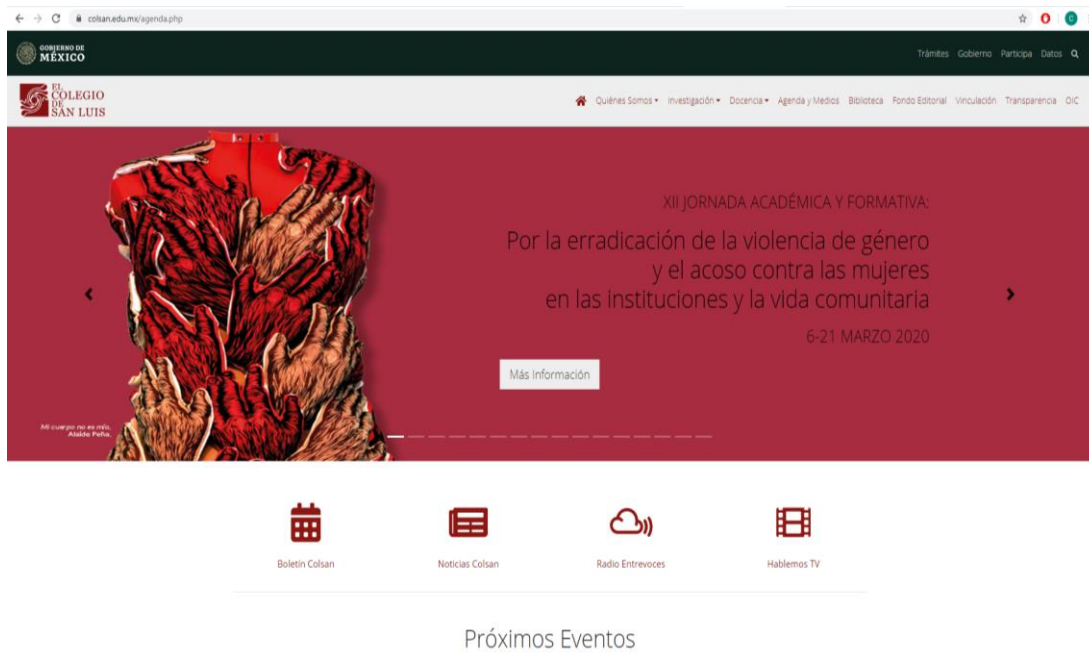 colsan.edu.mx/agenda.php
GOBIERNO DE
MÉXICO
Trámites Gobierno Participa Datos
EL
COLEGIO
DE
SAN LUIS
Quiénes Somos Investigación Docencia Agenda y Medios Biblioteca Fondo Editorial Vinculación Transparencia OIC
XII JORNADA ACADÉMICA Y FORMATIVA:
Por la erradicación de la violencia de género
y el acoso contra las mujeres
en las instituciones y la vida comunitaria
6-21 MARZO 2020
Más Información
Mi cuerpo no es mío,
Alaide Peña,
Boletín Colsan Noticias Colsan Radio Entrevoces Hablemos TV
Próximos Eventos